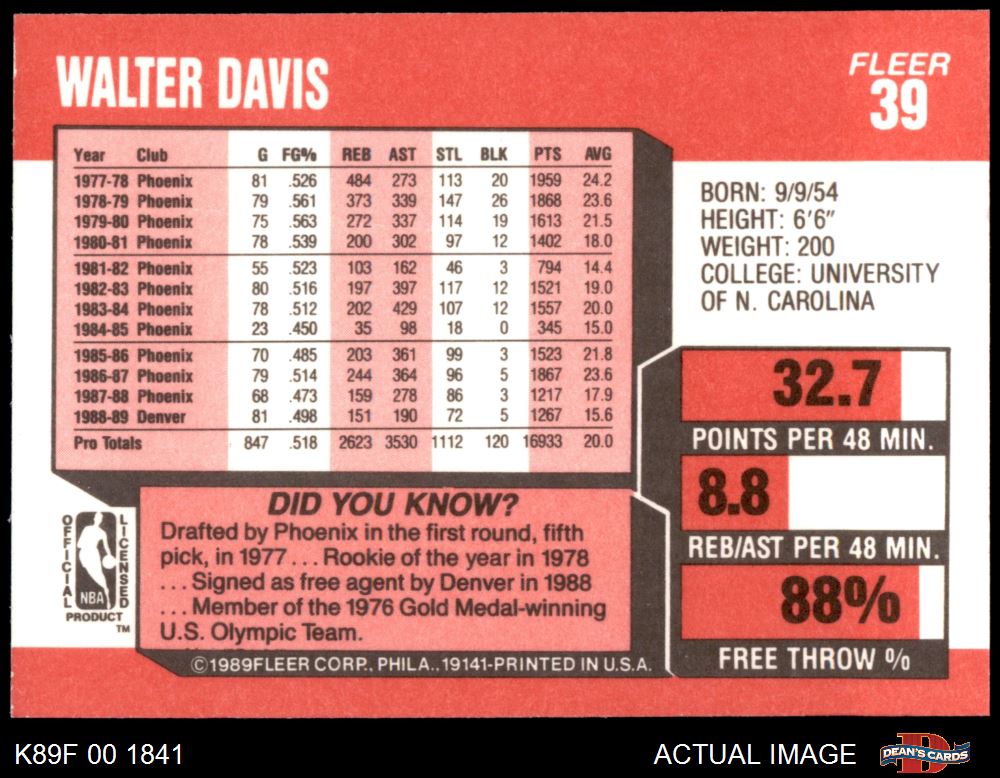 WALTER DAVIS
FLEER
39
Year Club G FG% REB AST STL BLK PTS AVG
1977-78 Phoenix 81 .526 484 273 113 20 1959 24.2
1978-79 Phoenix 79 .561 373 339 147 26 1868 23.6
1979-80 Phoenix 75 .563 272 337 114 19 1613 21.5
1980-81 Phoenix 78 .539 200 302 97 12 1402 18.0
1981-82 Phoenix 55 .523 103 162 46 3 794 14.4
1982-83 Phoenix 80 .516 197 397 117 12 1521 19.0
1983-84 Phoenix 78 .512 202 429 107 12 1557 20.0
1984-85 Phoenix 23 .450 35 98 18 0 345 15.0
1985-86 Phoenix 70 .485 203 361 99 3 1523 21.8
1986-87 Phoenix 79 .514 244 364 96 5 1867 23.6
1987-88 Phoenix 68 .473 159 278 86 3 1217 17.9
1988-89 Denver 81 .498 151 190 72 5 1267 15.6
Pro Totals 847 .518 2623 3530 1112 120 16933 20.0
BORN: 9/9/54
HEIGHT: 6'6"
WEIGHT: 200
COLLEGE: UNIVERSITY
OF N. CAROLINA
32.7
POINTS PER 48 MIN.
8.8
REB/AST PER 48 MIN.
88%
FREE THROW %
OFFICIAL
NBA
LICENSED
PRODUCT
TM
DID YOU KNOW?
Drafted by Phoenix in the first round, fifth
pick, in 1977 ... Rookie of the year in 1978
... Signed as free agent by Denver in 1988
... Member of the 1976 Gold Medal-winning
U.S. Olympic Team.
©1989 FLEER CORP., PHILA., 19141-PRINTED IN U.S.A.
K89F 00 1841
ACTUAL IMAGE
D
DEAN'S CARDS